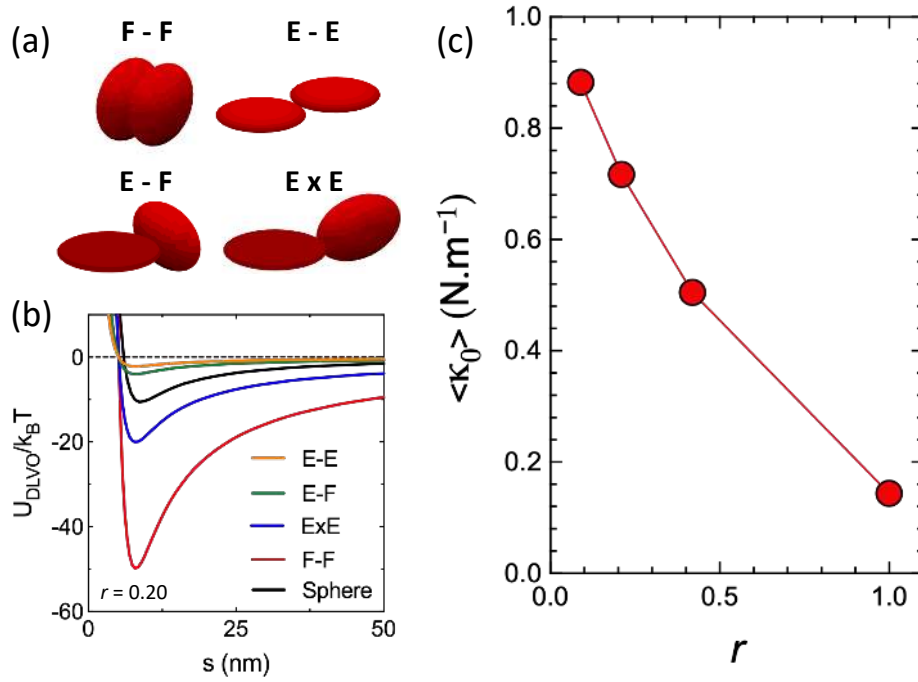 (a)
F - F
E - E
E - F
E x E
(b)
U_DLVO/k_BT
0
-20
-40
-60
E-E
E-F
ExE
F-F
Sphere
r = 0.20
0
25
50
s (nm)
(c)
<κ₀> (N.m⁻¹)
1.0
0.8
0.6
0.4
0.2
0.0
0.0
0.5
1.0
r